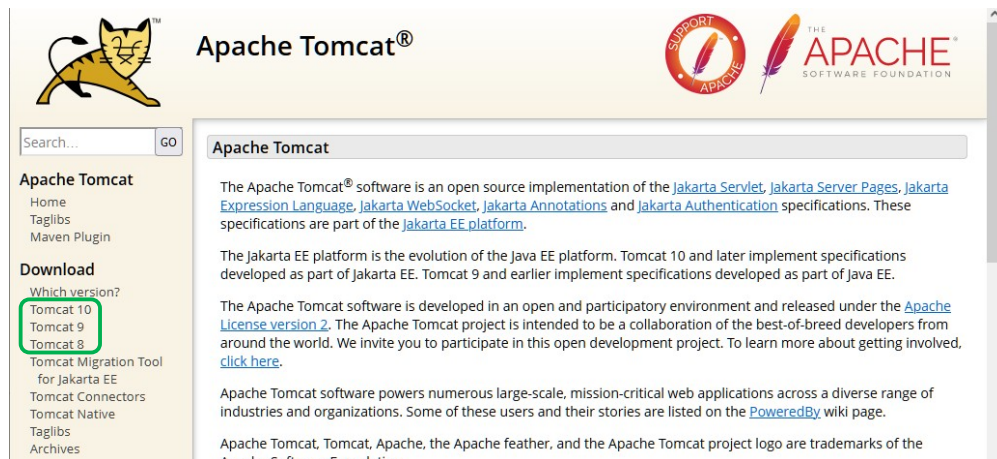 TM
Apache Tomcat®
SUPPORT
APACHE
THE
APACHE®
SOFTWARE FOUNDATION
Search...
GO
Apache Tomcat
Home
Taglibs
Maven Plugin
Download
Which version?
Tomcat 10
Tomcat 9
Tomcat 8
Tomcat Migration Tool
for Jakarta EE
Tomcat Connectors
Tomcat Native
Taglibs
Archives
Apache Tomcat
The Apache Tomcat® software is an open source implementation of the Jakarta Servlet, Jakarta Server Pages, Jakarta
Expression Language, Jakarta WebSocket, Jakarta Annotations and Jakarta Authentication specifications. These
specifications are part of the Jakarta EE platform.
The Jakarta EE platform is the evolution of the Java EE platform. Tomcat 10 and later implement specifications
developed as part of Jakarta EE. Tomcat 9 and earlier implement specifications developed as part of Java EE.
The Apache Tomcat software is developed in an open and participatory environment and released under the Apache
License version 2. The Apache Tomcat project is intended to be a collaboration of the best-of-breed developers from
around the world. We invite you to participate in this open development project. To learn more about getting involved,
click here.
Apache Tomcat software powers numerous large-scale, mission-critical web applications across a diverse range of
industries and organizations. Some of these users and their stories are listed on the PoweredBy wiki page.
Apache Tomcat, Tomcat, Apache, the Apache feather, and the Apache Tomcat project logo are trademarks of the